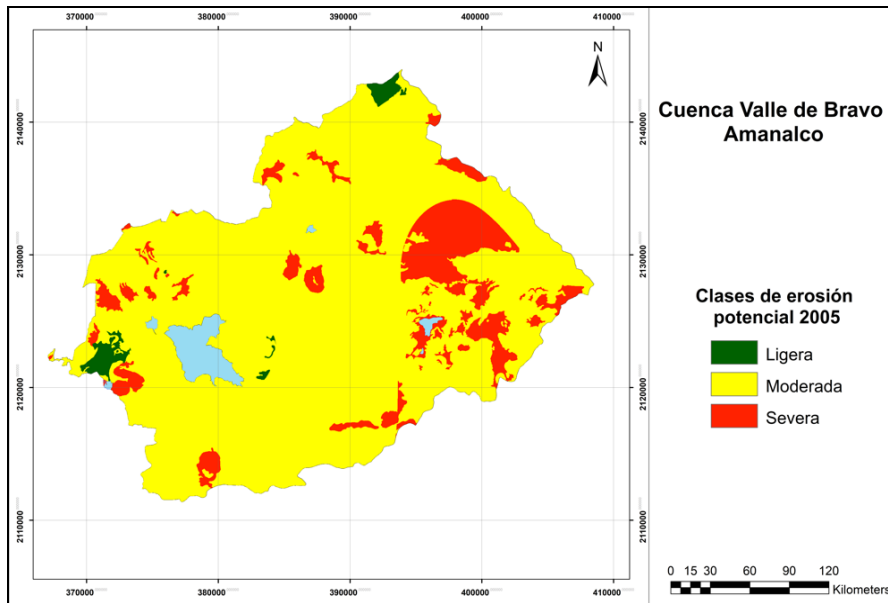 370000 380000 390000 400000 410000
N
Cuenca Valle de Bravo
Amanalco
2140000 2140000
2130000 2130000
2120000 2120000
2110000 2110000
Clases de erosión
potencial 2005
Ligera
Moderada
Severa
0 15 30 60 90 120
Kilometers
370000 380000 390000 400000 410000